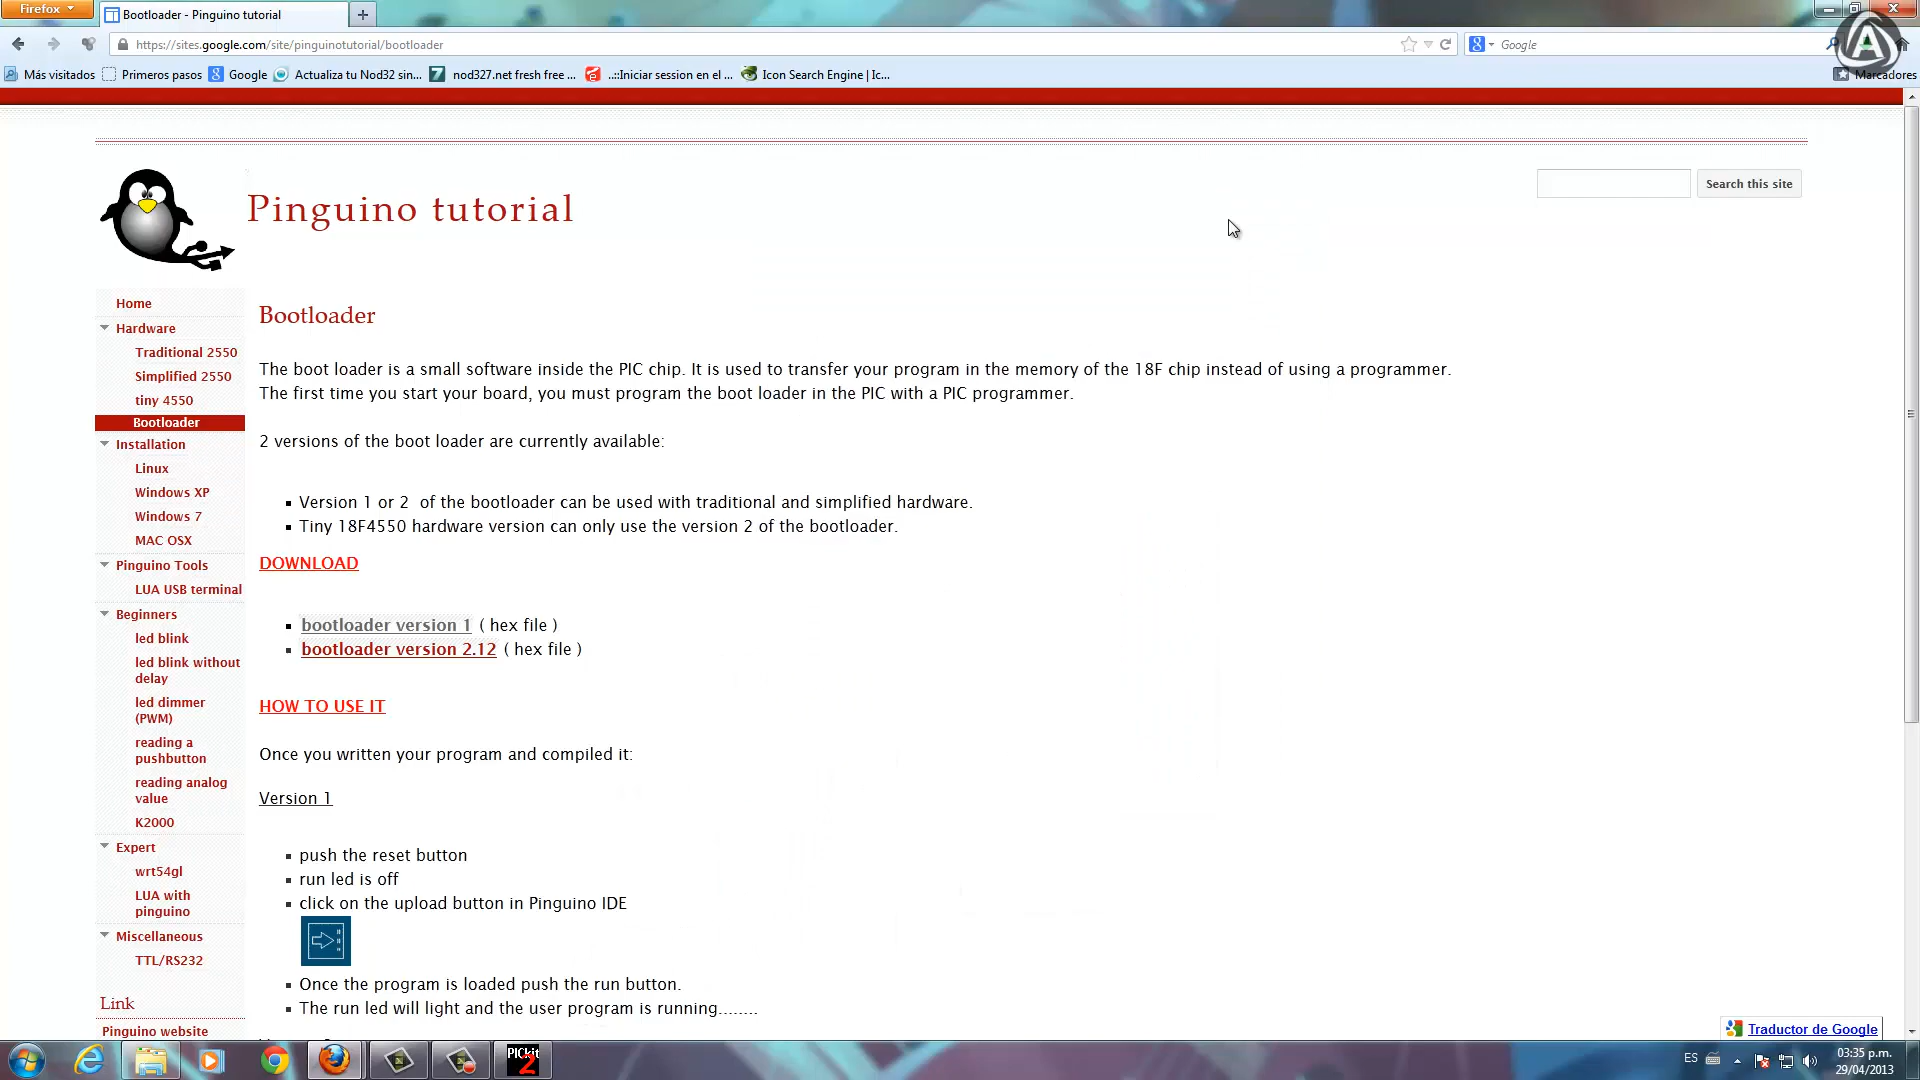 Firefox
Bootloader - Pinguino tutorial
https://sites.google.com/site/pinguinotutorial/bootloader
Google
Más visitados
Primeros pasos
Google
Actualiza tu Nod32 sin...
nod327.net fresh free ...
..::Iniciar session en el ...
Icon Search Engine | Ic...
Marcadores
Pinguino tutorial
Search this site
Home
Hardware
Traditional 2550
Simplified 2550
tiny 4550
Bootloader
Installation
Linux
Windows XP
Windows 7
MAC OSX
Pinguino Tools
LUA USB terminal
Beginners
led blink
led blink without
delay
led dimmer
(PWM)
reading a
pushbutton
reading analog
value
K2000
Expert
wrt54gl
LUA with
pinguino
Miscellaneous
TTL/RS232
Link
Pinguino website
Bootloader
The boot loader is a small software inside the PIC chip. It is used to transfer your program in the memory of the 18F chip instead of using a programmer.
The first time you start your board, you must program the boot loader in the PIC with a PIC programmer.
2 versions of the boot loader are currently available:
Version 1 or 2 of the bootloader can be used with traditional and simplified hardware.
Tiny 18F4550 hardware version can only use the version 2 of the bootloader.
DOWNLOAD
bootloader version 1 ( hex file )
bootloader version 2.12 ( hex file )
HOW TO USE IT
Once you written your program and compiled it:
Version 1
push the reset button
run led is off
click on the upload button in Pinguino IDE
Once the program is loaded push the run button.
The run led will light and the user program is running........
Traductor de Google
PICkit
2
ES
03:35 p.m.
29/04/2013